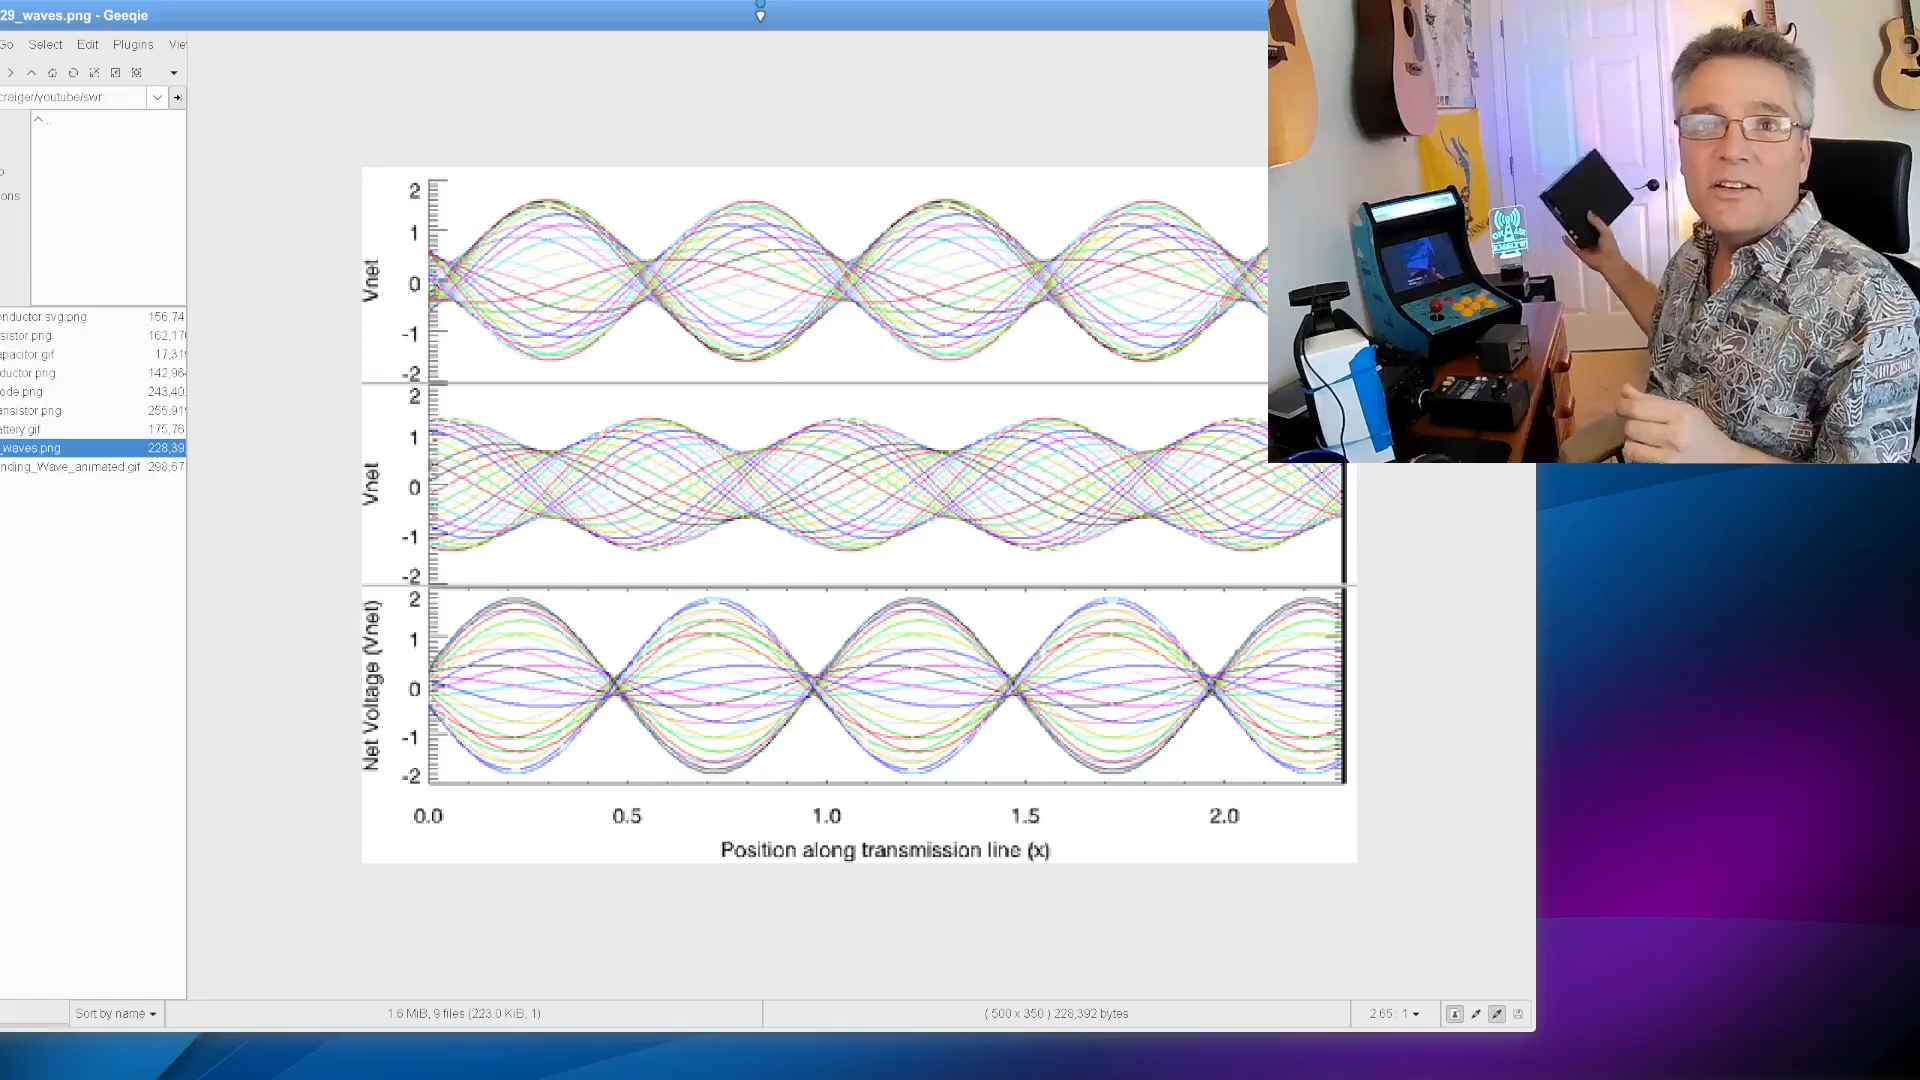 29_waves.png - Geeqie
Go Select Edit Plugins Vie
craiger/youtube/swr
..
ons
onductor.svg.png 156,74
sistor.png 162,17
apacitor.gif 17,31
ductor.png 142,96
ode.png 243,40
ansistor.png 255,91
attery.gif 175,76
_waves.png 228,39
nding_Wave_animated.gif 298,67
2
1
0
-1
-2
Vnet
2
1
0
-1
-2
Vnet
2
1
0
-1
-2
Net Voltage (Vnet)
0.0 0.5 1.0 1.5 2.0
Position along transmission line (x)
Sort by name 1.6 MiB, 9 files (223.0 KiB, 1) ( 500 x 350 ) 228,392 bytes 2.65 : 1